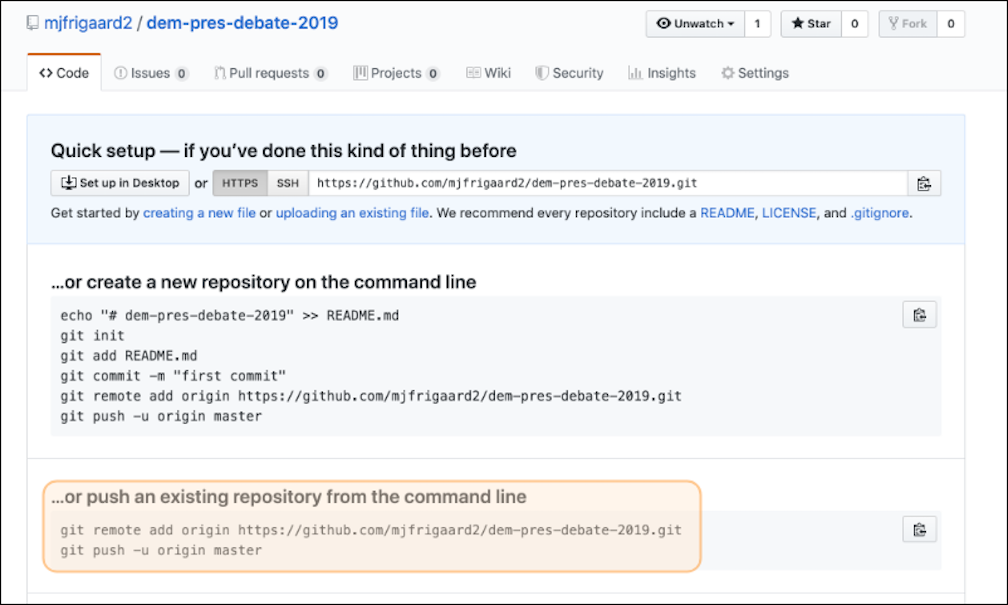 mjfrigaard2 / dem-pres-debate-2019
Unwatch 1 Star 0 Fork 0
Code Issues 0 Pull requests 0 Projects 0 Wiki Security Insights Settings
Quick setup — if you've done this kind of thing before
Set up in Desktop or HTTPS SSH https://github.com/mjfrigaard2/dem-pres-debate-2019.git
Get started by creating a new file or uploading an existing file. We recommend every repository include a README, LICENSE, and .gitignore.
…or create a new repository on the command line
echo "# dem-pres-debate-2019" >> README.md
git init
git add README.md
git commit -m "first commit"
git remote add origin https://github.com/mjfrigaard2/dem-pres-debate-2019.git
git push -u origin master
…or push an existing repository from the command line
git remote add origin https://github.com/mjfrigaard2/dem-pres-debate-2019.git
git push -u origin master